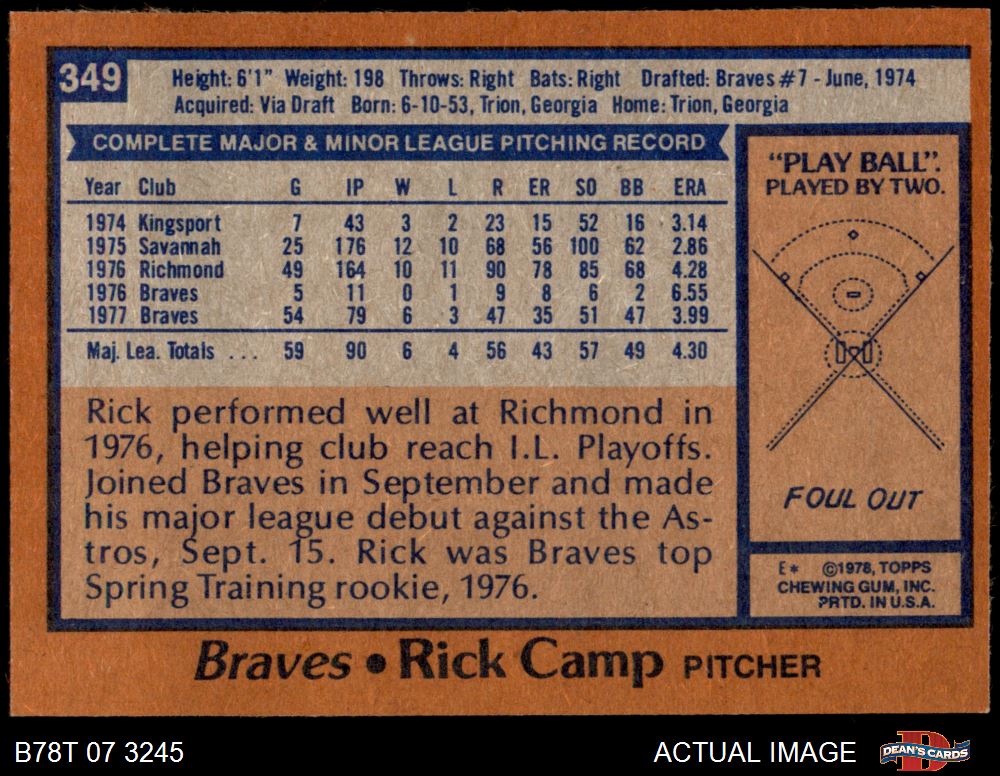 349
Height: 6'1" Weight: 198 Throws: Right Bats: Right Drafted: Braves #7 - June, 1974
Acquired: Via Draft Born: 6-10-53, Trion, Georgia Home: Trion, Georgia
COMPLETE MAJOR & MINOR LEAGUE PITCHING RECORD
Year Club G IP W L R ER SO BB ERA
1974 Kingsport 7 43 3 2 23 15 52 16 3.14
1975 Savannah 25 176 12 10 68 56 100 62 2.86
1976 Richmond 49 164 10 11 90 78 85 68 4.28
1976 Braves 5 11 0 1 9 8 6 2 6.55
1977 Braves 54 79 6 3 47 35 51 47 3.99
Maj. Lea. Totals ... 59 90 6 4 56 43 57 49 4.30
Rick performed well at Richmond in
1976, helping club reach I.L. Playoffs.
Joined Braves in September and made
his major league debut against the As-
tros, Sept. 15. Rick was Braves top
Spring Training rookie, 1976.
"PLAY BALL".
PLAYED BY TWO.
FOUL OUT
E* ©1978, TOPPS
CHEWING GUM, INC.
PRTD. IN U.S.A.
Braves • Rick Camp PITCHER
B78T 07 3245
ACTUAL IMAGE
D
DEAN'S CARDS